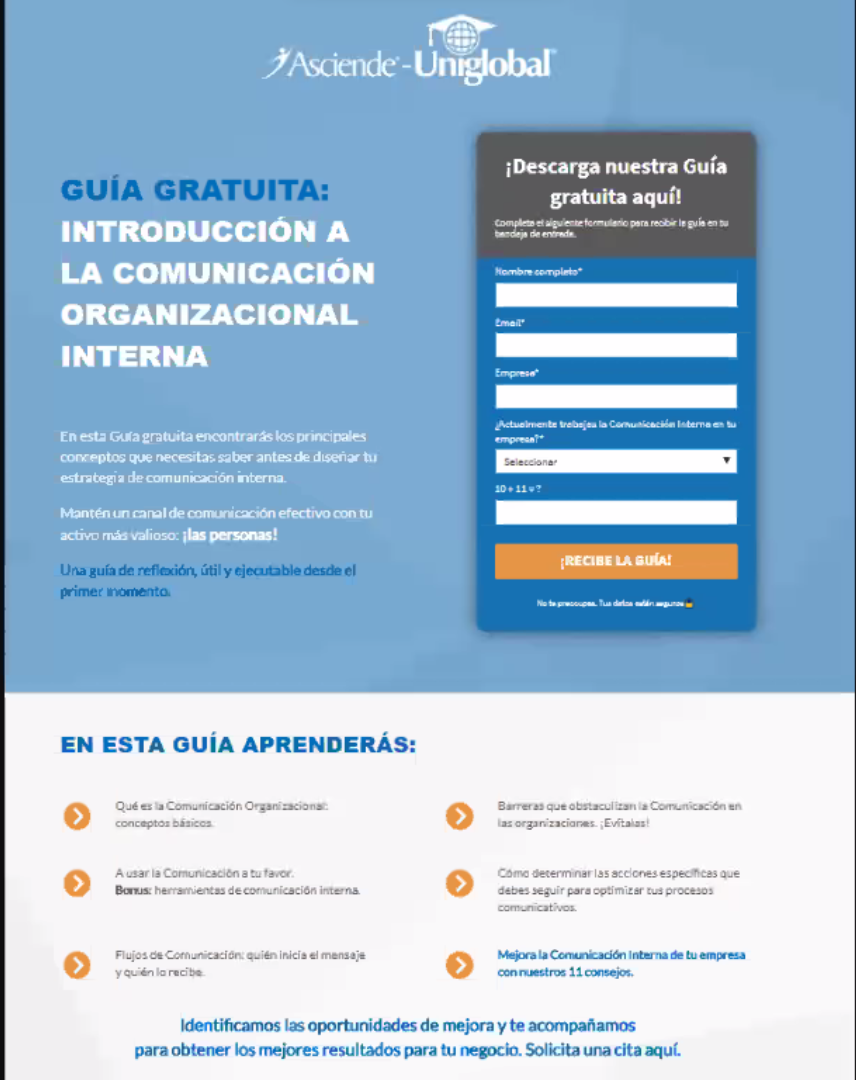 Asciende - Uniglobal
GUÍA GRATUITA:
INTRODUCCIÓN A
LA COMUNICACIÓN
ORGANIZACIONAL
INTERNA
En esta Guía gratuita encontrarás los principales
conceptos que necesitas saber antes de diseñar tu
estrategia de comunicación interna.
Mantén un canal de comunicación efectivo con tu
activo más valioso: ¡las personas!
Una guía de reflexión, útil y ejecutable desde el
primer momento.
¡Descarga nuestra Guía
gratuita aquí!
Completa el siguiente formulario para recibir la guía en tu
bandeja de entrada.
Nombre completo*
Email*
Empresa*
¿Actualmente trabajas la Comunicación Interna en tu
empresa?*
Seleccionar
10 + 11 = ?
¡RECIBE LA GUÍA!
No te preocupes. Tus datos están seguros
EN ESTA GUÍA APRENDERÁS:
Qué es la Comunicación Organizacional:
conceptos básicos.
Barreras que obstaculizan la Comunicación en
las organizaciones. ¡Evítalas!
A usar la Comunicación a tu favor.
Bonus: herramientas de comunicación interna.
Cómo determinar las acciones específicas que
debes seguir para optimizar tus procesos
comunicativos.
Flujos de Comunicación: quién inicia el mensaje
y quién lo recibe.
Mejora la Comunicación Interna de tu empresa
con nuestros 11 consejos.
Identificamos las oportunidades de mejora y te acompañamos
para obtener los mejores resultados para tu negocio. Solicita una cita aquí.